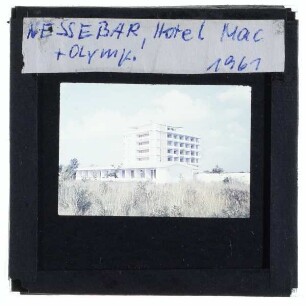 NESSEBAR, Hotel Mac
+ Olymp.
1961